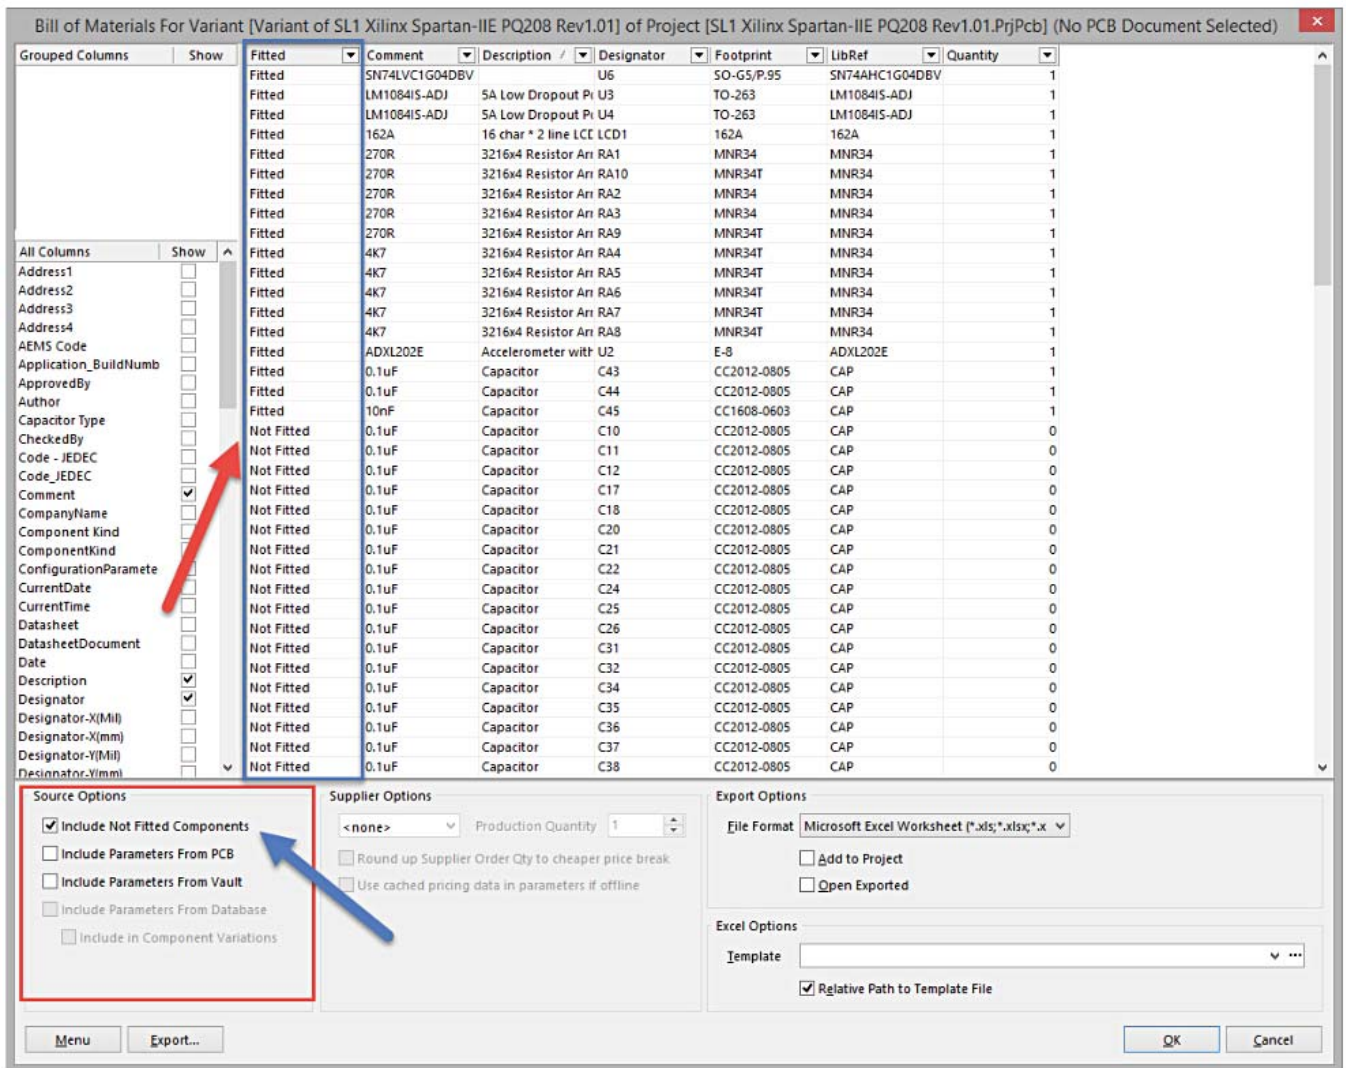 Bill of Materials For Variant [Variant of SL1 Xilinx Spartan-IIE PQ208 Rev1.01] of Project [SL1 Xilinx Spartan-IIE PQ208 Rev1.01.PrjPcb] (No PCB Document Selected)
Grouped Columns Show
Fitted Comment Description / Designator Footprint LibRef Quantity
Fitted SN74LVC1G04DBV U6 SO-G5/P.95 SN74AHC1G04DBV 1
Fitted LM1084IS-ADJ 5A Low Dropout U3 TO-263 LM1084IS-ADJ 1
Fitted LM1084IS-ADJ 5A Low Dropout U4 TO-263 LM1084IS-ADJ 1
Fitted 162A 16 char * 2 line LCD1 162A 162A 1
Fitted 270R 3216x4 Resistor RA1 MNR34 MNR34 1
Fitted 270R 3216x4 Resistor RA10 MNR34T MNR34 1
Fitted 270R 3216x4 Resistor RA2 MNR34 MNR34 1
Fitted 270R 3216x4 Resistor RA3 MNR34 MNR34 1
Fitted 270R 3216x4 Resistor RA9 MNR34T MNR34 1
Fitted 4K7 3216x4 Resistor RA4 MNR34T MNR34 1
Fitted 4K7 3216x4 Resistor RA5 MNR34T MNR34 1
Fitted 4K7 3216x4 Resistor RA6 MNR34T MNR34 1
Fitted 4K7 3216x4 Resistor RA7 MNR34T MNR34 1
Fitted 4K7 3216x4 Resistor RA8 MNR34T MNR34 1
Fitted ADXL202E Accelerometer with U2 E-8 ADXL202E 1
Fitted 0.1uF Capacitor C43 CC2012-0805 CAP 1
Fitted 0.1uF Capacitor C44 CC2012-0805 CAP 1
Fitted 10nF Capacitor C45 CC1608-0603 CAP 1
Not Fitted 0.1uF Capacitor C10 CC2012-0805 CAP 0
Not Fitted 0.1uF Capacitor C11 CC2012-0805 CAP 0
Not Fitted 0.1uF Capacitor C12 CC2012-0805 CAP 0
Not Fitted 0.1uF Capacitor C17 CC2012-0805 CAP 0
Not Fitted 0.1uF Capacitor C18 CC2012-0805 CAP 0
Not Fitted 0.1uF Capacitor C20 CC2012-0805 CAP 0
Not Fitted 0.1uF Capacitor C21 CC2012-0805 CAP 0
Not Fitted 0.1uF Capacitor C22 CC2012-0805 CAP 0
Not Fitted 0.1uF Capacitor C24 CC2012-0805 CAP 0
Not Fitted 0.1uF Capacitor C25 CC2012-0805 CAP 0
Not Fitted 0.1uF Capacitor C26 CC2012-0805 CAP 0
Not Fitted 0.1uF Capacitor C31 CC2012-0805 CAP 0
Not Fitted 0.1uF Capacitor C32 CC2012-0805 CAP 0
Not Fitted 0.1uF Capacitor C34 CC2012-0805 CAP 0
Not Fitted 0.1uF Capacitor C35 CC2012-0805 CAP 0
Not Fitted 0.1uF Capacitor C36 CC2012-0805 CAP 0
Not Fitted 0.1uF Capacitor C37 CC2012-0805 CAP 0
Not Fitted 0.1uF Capacitor C38 CC2012-0805 CAP 0
All Columns Show
Address1
Address2
Address3
Address4
AEMS Code
Application_BuildNumb
ApprovedBy
Author
Capacitor Type
CheckedBy
Code - JEDEC
Code_JEDEC
Comment
CompanyName
Component Kind
ComponentKind
ConfigurationParamete
CurrentDate
CurrentTime
Datasheet
DatasheetDocument
Date
Description
Designator
Designator-X(Mil)
Designator-X(mm)
Designator-Y(Mil)
Designator-Y(mm)
Source Options
Include Not Fitted Components
Include Parameters From PCB
Include Parameters From Vault
Include Parameters From Database
Include in Component Variations
Supplier Options
<none> Production Quantity 1
Round up Supplier Order Qty to cheaper price break
Use cached pricing data in parameters if offline
Export Options
File Format Microsoft Excel Worksheet (*.xls;*.xlsx;*.x
Add to Project
Open Exported
Excel Options
Template ...
Relative Path to Template File
Menu Export... OK Cancel